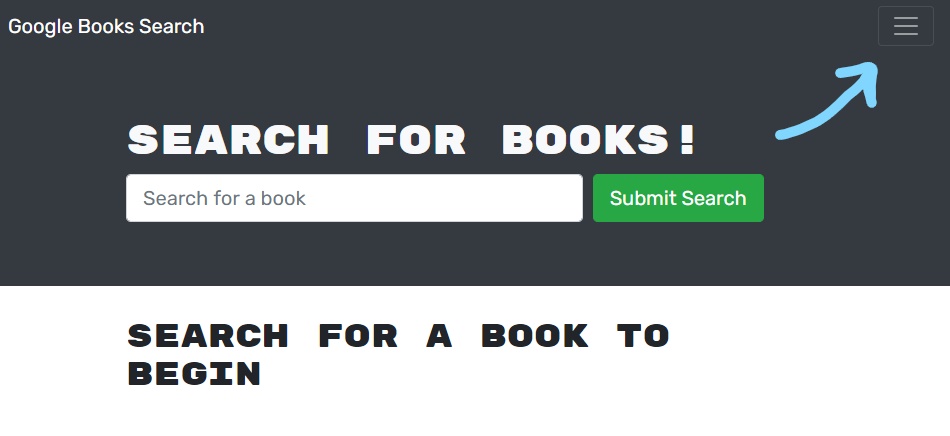 Google Books Search
SEARCH FOR BOOKS!
Search for a book
Submit Search
SEARCH FOR A BOOK TO
BEGIN